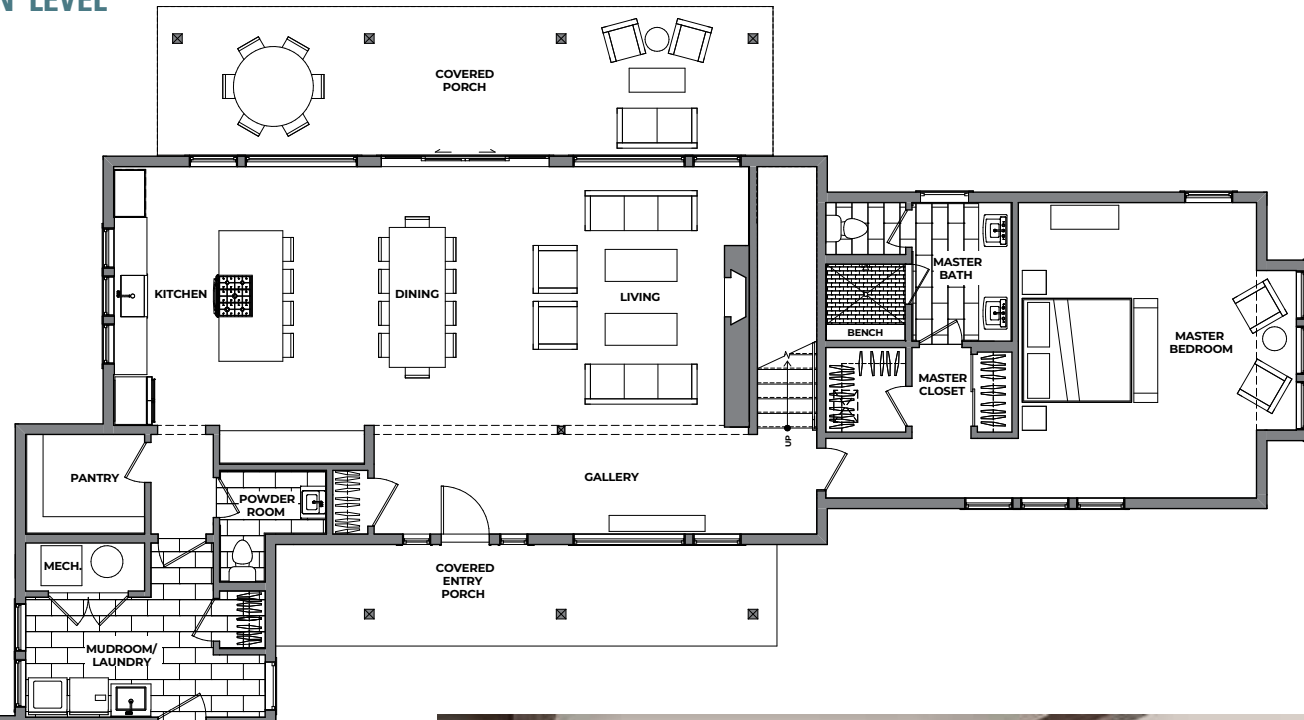 N LEVEL
COVERED
PORCH
KITCHEN
DINING
LIVING
MASTER
BATH
BENCH
MASTER
BEDROOM
MASTER
CLOSET
UP
PANTRY
GALLERY
POWDER
ROOM
MECH.
COVERED
ENTRY
PORCH
MUDROOM/
LAUNDRY